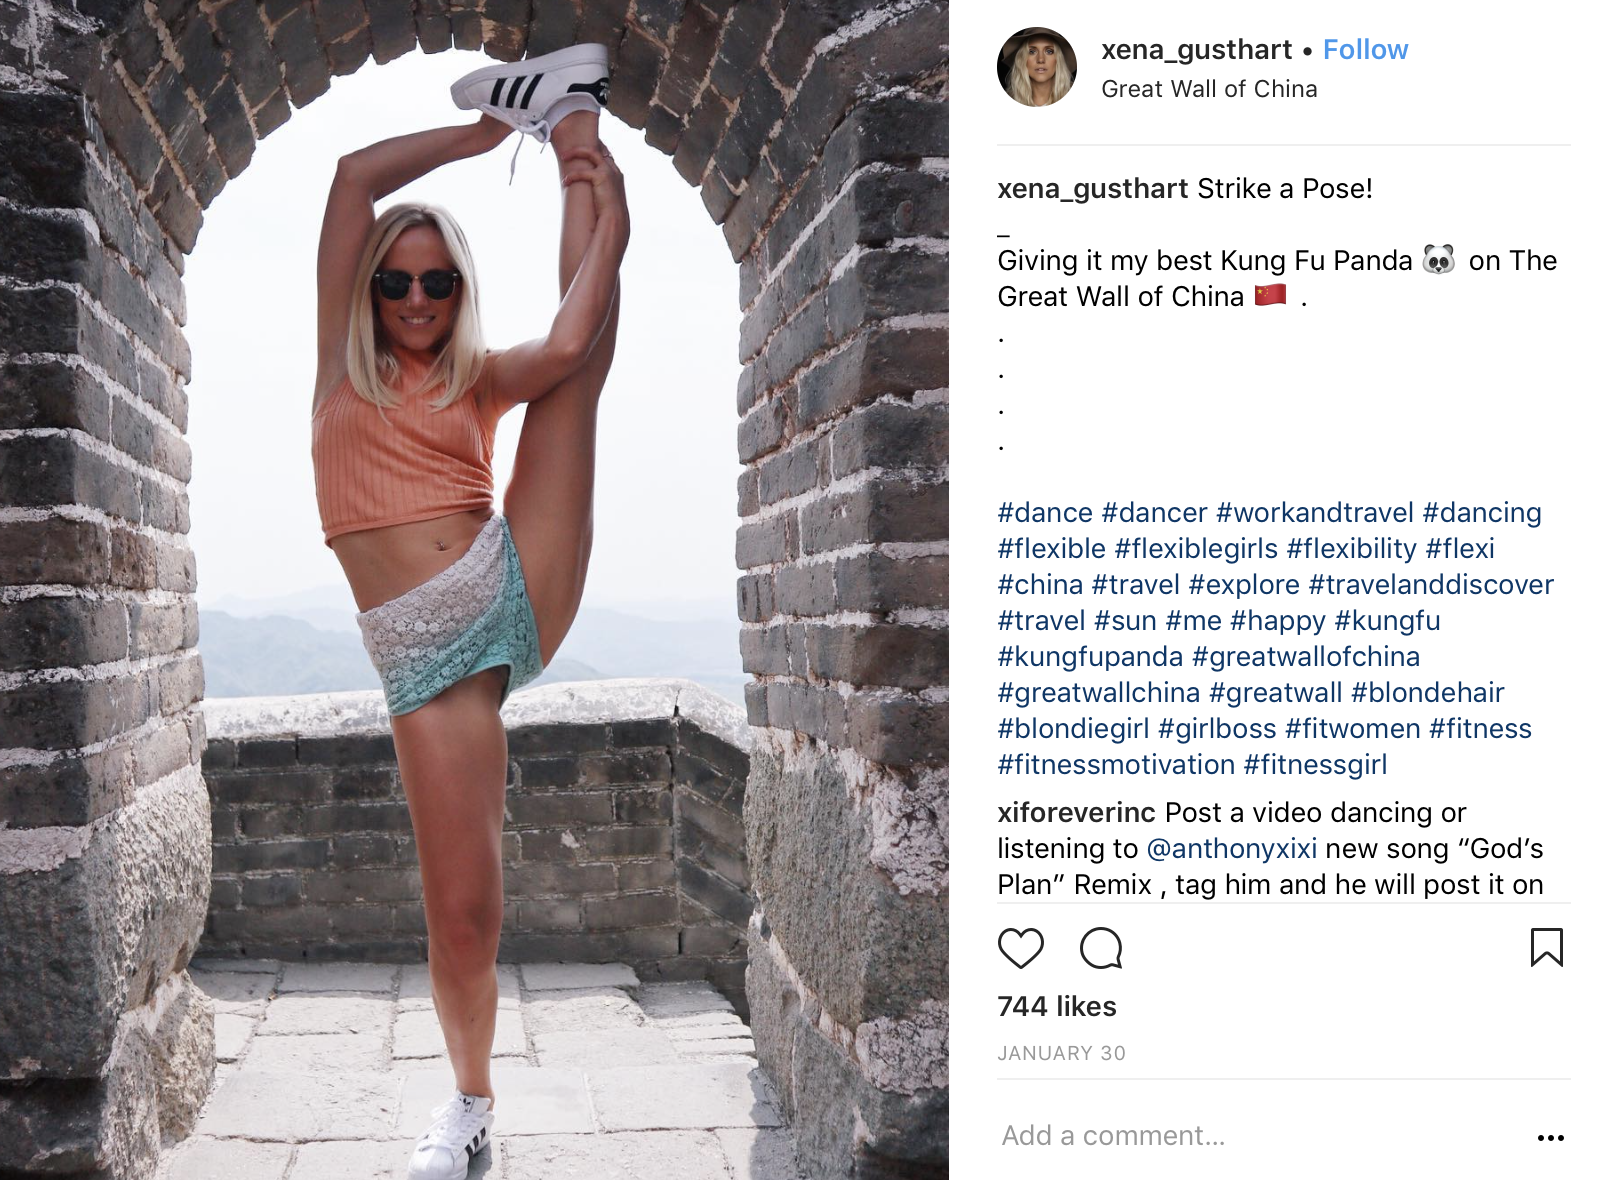 xena_gusthart • Follow
Great Wall of China
xena_gusthart Strike a Pose!
_
Giving it my best Kung Fu Panda 🐼 on The
Great Wall of China 🇨🇳 .
.
.
.
.
#dance #dancer #workandtravel #dancing
#flexible #flexiblegirls #flexibility #flexi
#china #travel #explore #travelanddiscover
#travel #sun #me #happy #kungfu
#kungfupanda #greatwallofchina
#greatwallchina #greatwall #blondehair
#blondiegirl #girlboss #fitwomen #fitness
#fitnessmotivation #fitnessgirl
xiforeverinc Post a video dancing or
listening to @anthonyxixi new song “God’s
Plan” Remix , tag him and he will post it on
744 likes
JANUARY 30
Add a comment...